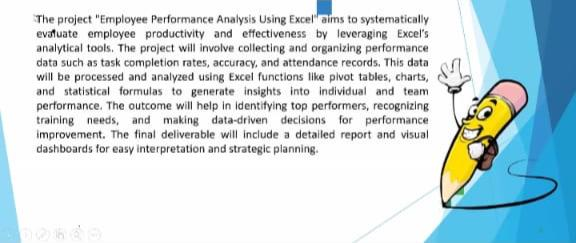 The project "Employee Performance Analysis Using Excel" aims to systematically
evaluate employee productivity and effectiveness by leveraging Excel's
analytical tools. The project will involve collecting and organizing performance
data such as task completion rates, accuracy, and attendance records. This data
will be processed and analyzed using Excel functions like pivot tables, charts,
and statistical formulas to generate insights into individual and team
performance. The outcome will help in identifying top performers, recognizing
training needs, and making data-driven decisions for performance
improvement. The final deliverable will include a detailed report and visual
dashboards for easy interpretation and strategic planning.